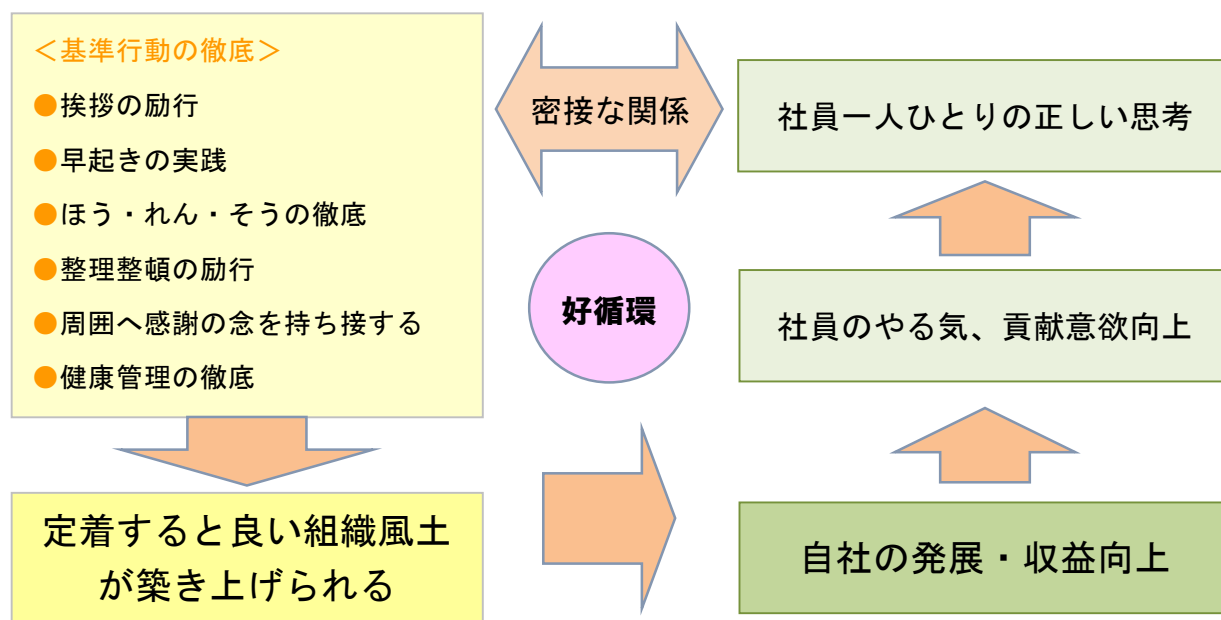 <基準行動の徹底>
●挨拶の励行
●早起きの実践
●ほう・れん・そうの徹底
●整理整頓の励行
●周囲へ感謝の念を持ち接する
●健康管理の徹底
密接な関係
社員一人ひとりの正しい思考
好循環
社員のやる気、貢献意欲向上
定着すると良い組織風土
が築き上げられる
自社の発展・収益向上